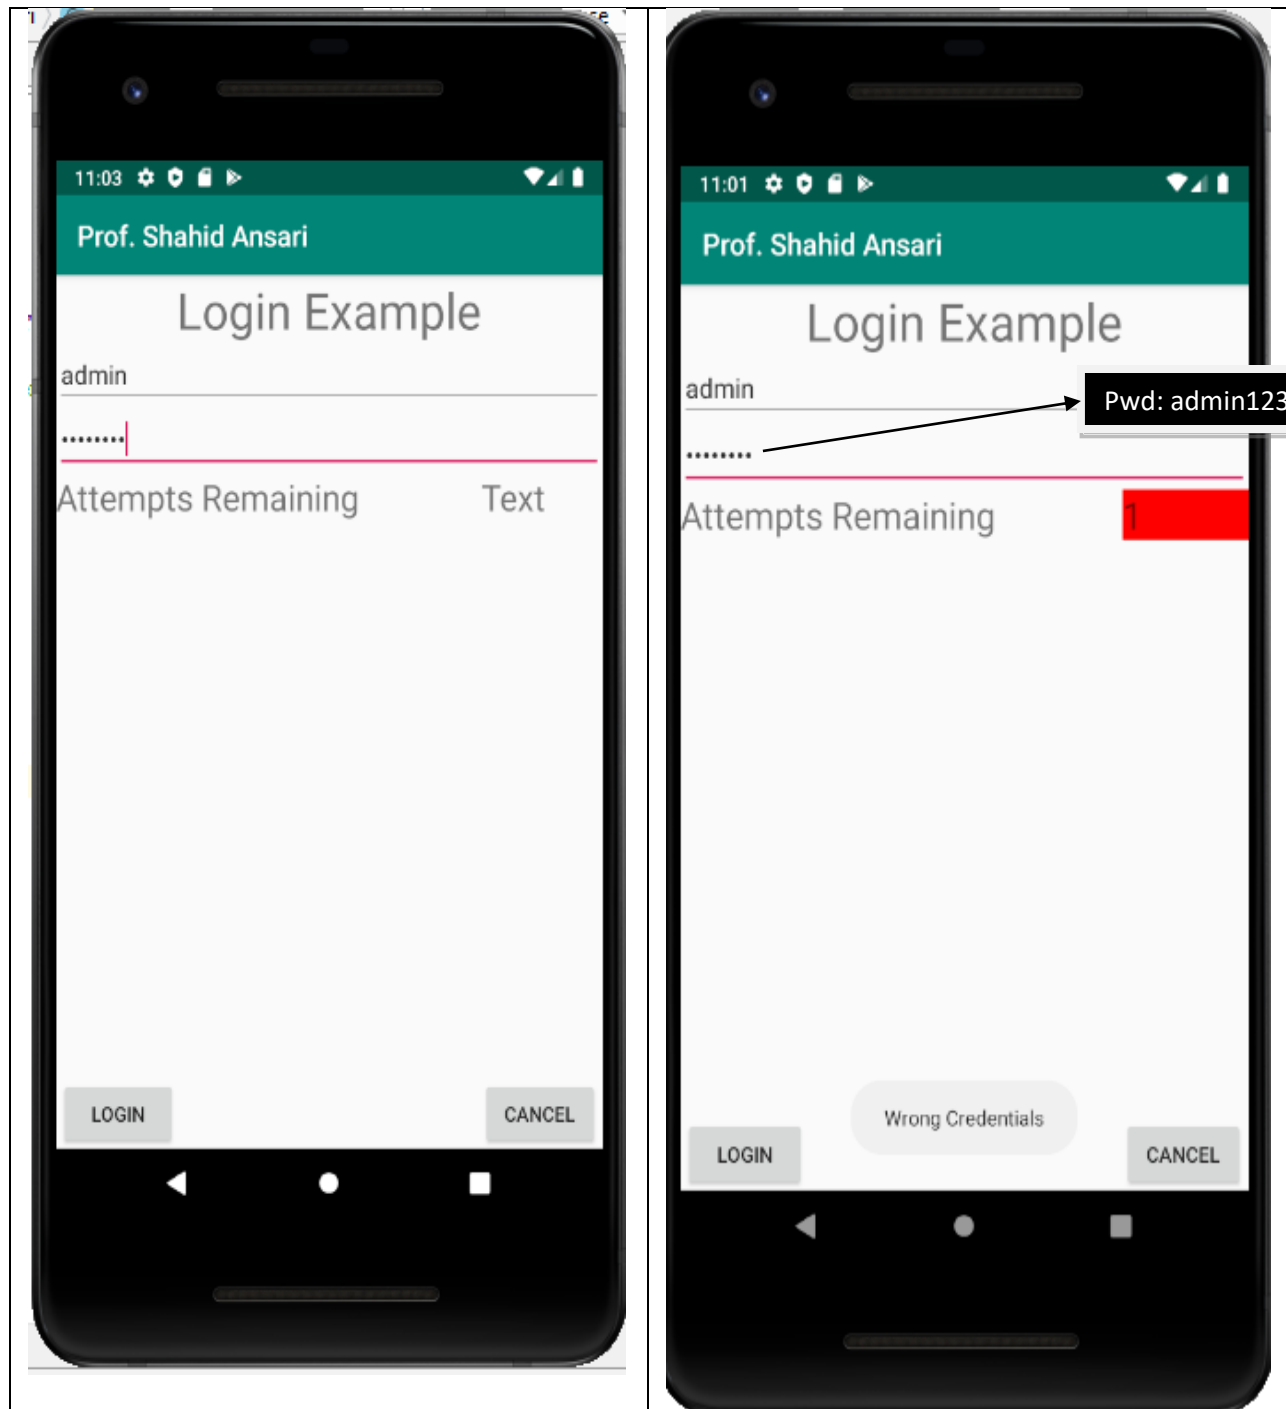 11:03
Prof. Shahid Ansari
Login Example
admin
••••••••
Attempts Remaining Text
LOGIN CANCEL
11:01
Prof. Shahid Ansari
Login Example
admin
Pwd: admin123
••••••••
Attempts Remaining 1
Wrong Credentials
LOGIN CANCEL